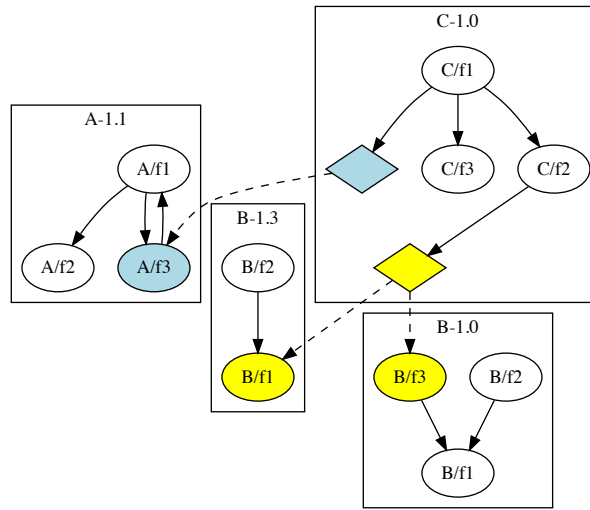 C-1.0
C/f1
A-1.1
A/f1
C/f3
C/f2
B-1.3
A/f2
A/f3
B/f2
B-1.0
B/f1
B/f3
B/f2
B/f1